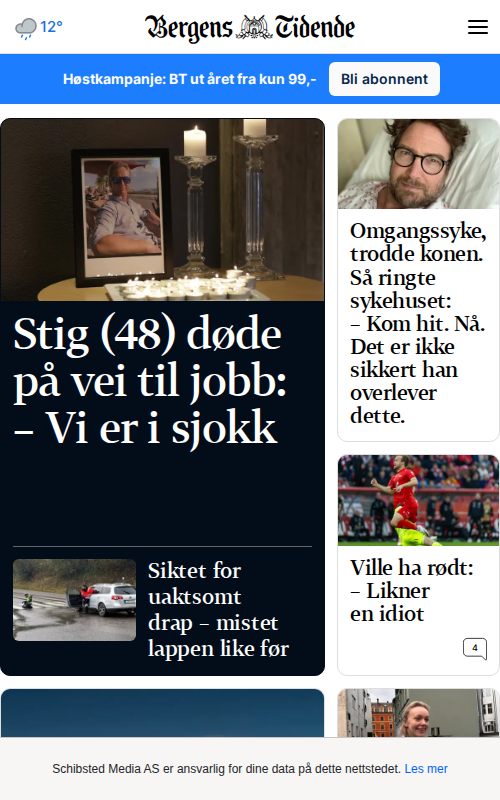 12°
Bergens Tidende
Høstkampanje: BT ut året fra kun 99,-
Bli abonnent
Stig (48) døde
på vei til jobb:
– Vi er i sjokk
Siktet for
uaktsomt
drap – mistet
lappen like før
Omgangssyke,
trodde konen.
Så ringte
sykehuset:
– Kom hit. Nå.
Det er ikke
sikkert han
overlever
dette.
Ville ha rødt:
– Likner
en idiot
4
Schibsted Media AS er ansvarlig for dine data på dette nettstedet. Les mer